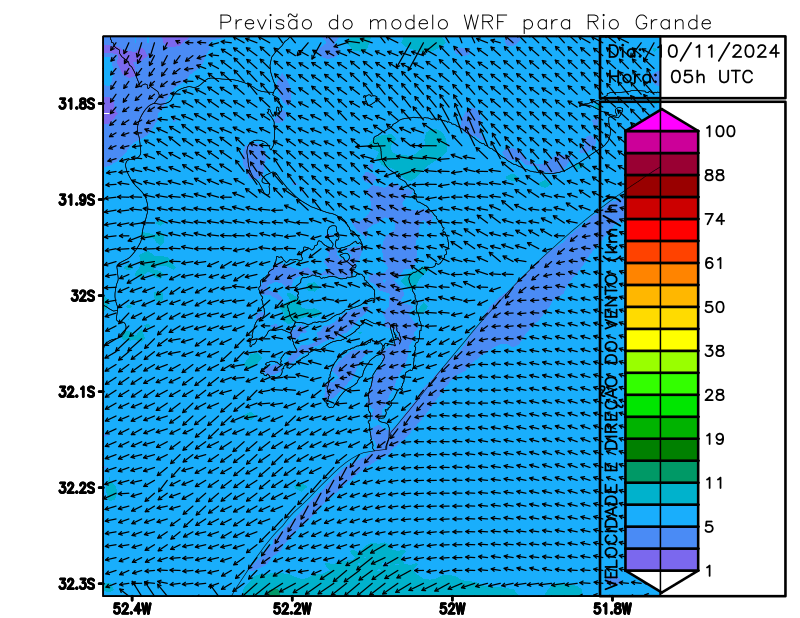 Previsão do modelo WRF para Rio Grande
Dia: 10/11/2024
Hora: 05h UTC
31.8S
31.9S
32S
32.1S
32.2S
32.3S
52.4W
52.2W
52W
51.8W
VELOCIDADE E DIREÇÃO DO VENTO (km/h)
100
88
74
61
50
38
28
19
11
5
1